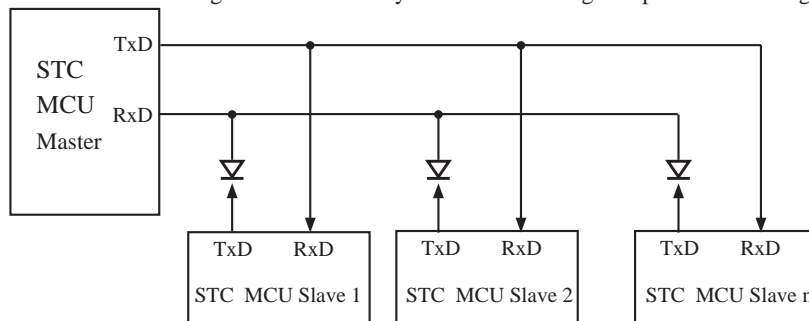 TxD
STC
MCU
RxD
Master
TxD RxD TxD RxD TxD RxD
STC MCU Slave 1 STC MCU Slave 2 STC MCU Slave n